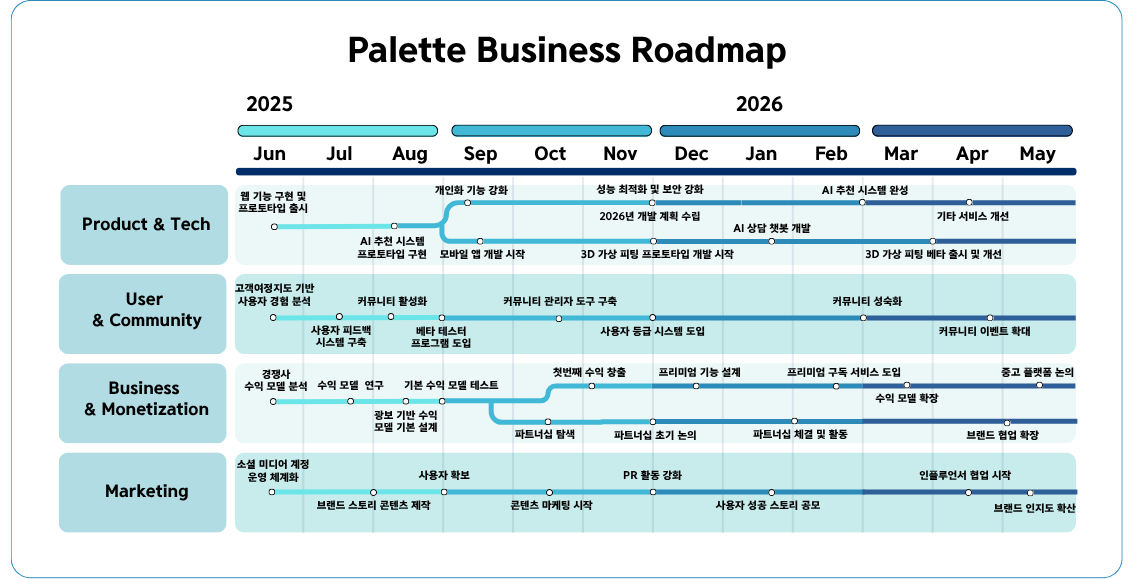 Palette Business Roadmap
2025
2026
Jun Jul Aug Sep Oct Nov Dec Jan Feb Mar Apr May
Product & Tech
웹 기능 구현 및
프로토타입 출시
AI 추천 시스템
프로토타입 구현
개인화 기능 강화
성능 최적화 및 보안 강화
AI 추천 시스템 완성
2026년 개발 계획 수립
기타 서비스 개선
AI 상담 챗봇 개발
모바일 앱 개발 시작
3D 가상 피팅 프로토타입 개발 시작
3D 가상 피팅 베타 출시 및 개선
User
& Community
고객여정지도 기반
사용자 경험 분석
커뮤니티 활성화
커뮤니티 관리자 도구 구축
커뮤니티 성숙화
사용자 피드백
시스템 구축
베타 테스터
프로그램 도입
사용자 등급 시스템 도입
커뮤니티 이벤트 확대
Business
& Monetization
경쟁사
수익 모델 분석
수익 모델 연구
기본 수익 모델 테스트
광보 기반 수익
모델 기본 설계
첫번째 수익 창출
프리미엄 기능 설계
프리미엄 구독 서비스 도입
중고 플랫폼 논의
수익 모델 확장
파트너십 탐색
파트너십 초기 논의
파트너십 체결 및 활동
브랜드 협업 확장
Marketing
소셜 미디어 계정
운영 체계화
사용자 확보
PR 활동 강화
인플루언서 협업 시작
브랜드 스토리 콘텐츠 제작
콘텐츠 마케팅 시작
사용자 성공 스토리 공모
브랜드 인지도 확산